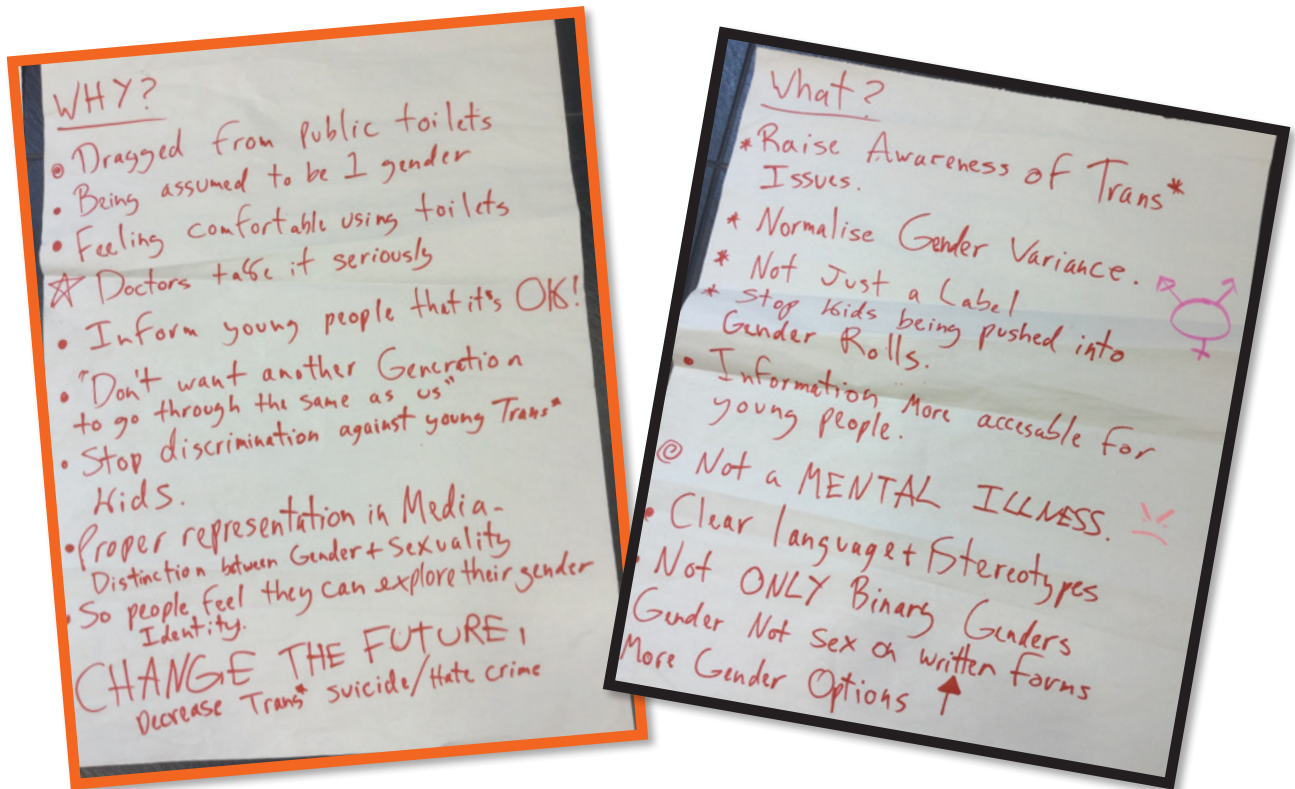 WHY?
Dragged from public toilets
• Being assumed to be 1 gender
• Feeling comfortable using toilets
☆ Doctors take it seriously
• Inform young people that it's OK!
• "Don't want another Generation
to go through the same as us"
• Stop discrimination against young Trans*
Kids.
• Proper representation in Media-
Distinction between Gender + Sexuality
• So people feel they can explore their gender
Identity.
CHANGE THE FUTURE,
Decrease Trans* suicide/Hate crime
What?
* Raise Awareness of Trans*
Issues.
* Normalise Gender Variance.
* Not Just a Label
* Stop Kids being pushed into
Gender Rolls.
• Information More accesable for
young people.
Not a MENTAL ILLNESS.
• Clear language + Stereotypes
• Not ONLY Binary Genders
Gender Not Sex on written forms
More Gender Options ↑